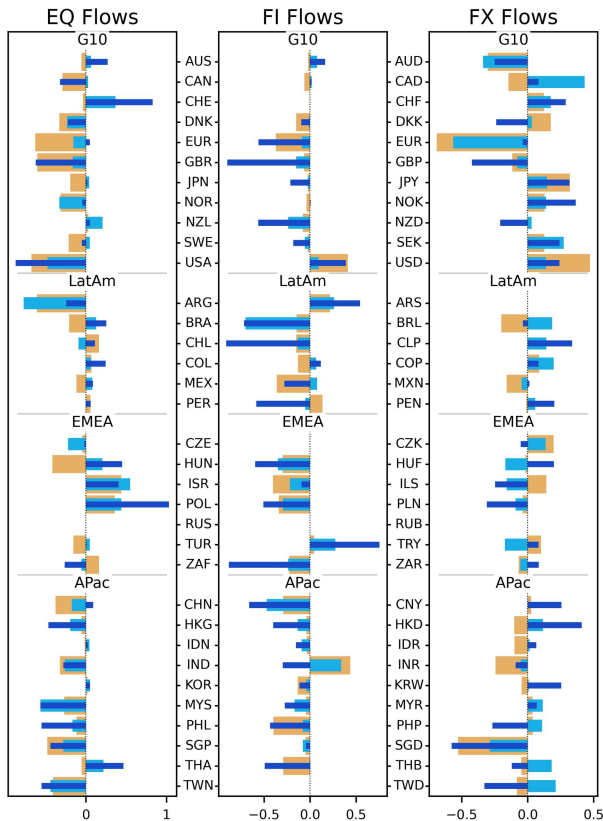 EQ Flows FI Flows FX Flows
G10 G10 G10
AUS AUD
CAN CAD
CHE CHF
DNK DKK
EUR EUR
GBR GBP
JPN JPY
NOR NOK
NZL NZD
SWE SEK
USA USD
LatAm LatAm LatAm
ARG ARS
BRA BRL
CHL CLP
COL COP
MEX MXN
PER PEN
EMEA EMEA EMEA
CZE CZK
HUN HUF
ISR ILS
POL PLN
RUS RUB
TUR TRY
ZAF ZAR
APac APac APac
CHN CNY
HKG HKD
IDN IDR
IND INR
KOR KRW
MYS MYR
PHL PHP
SGP SGD
THA THB
TWN TWD
0 1 −0.5 0.0 0.5 −0.5 0.0 0.5